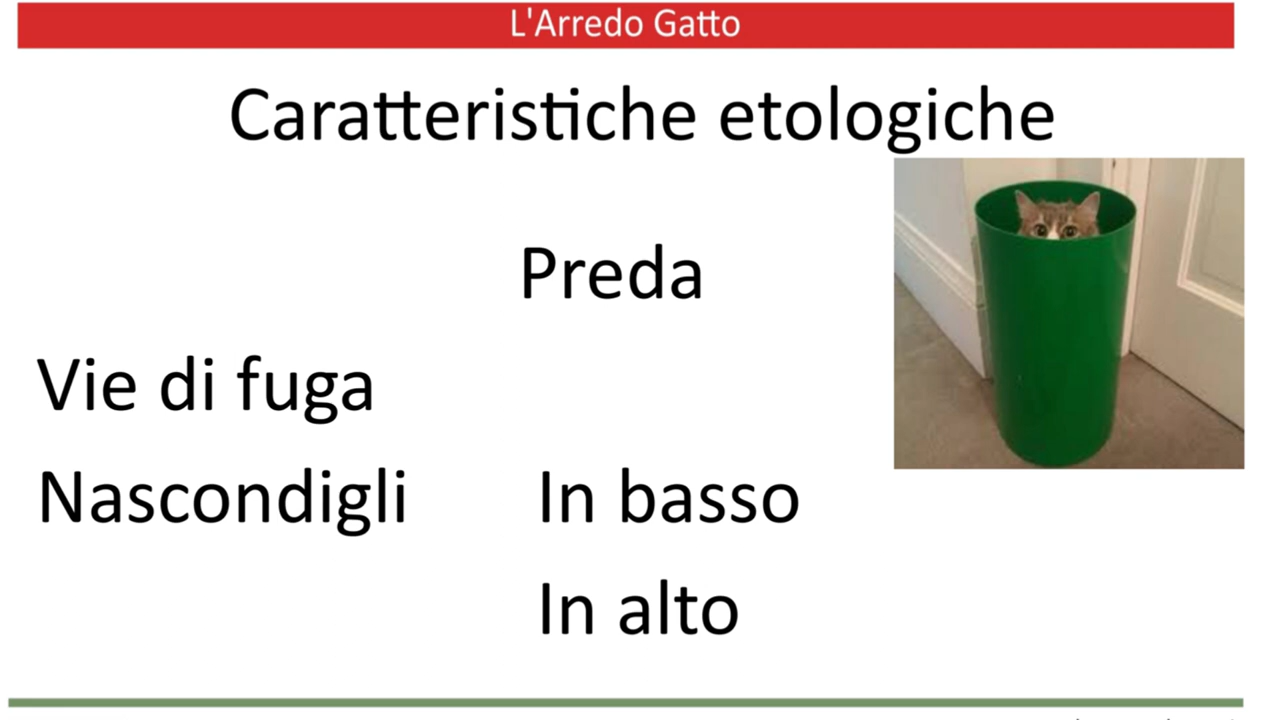 L'Arredo Gatto
Caratteristiche etologiche
Preda
Vie di fuga
Nascondigli In basso
In alto